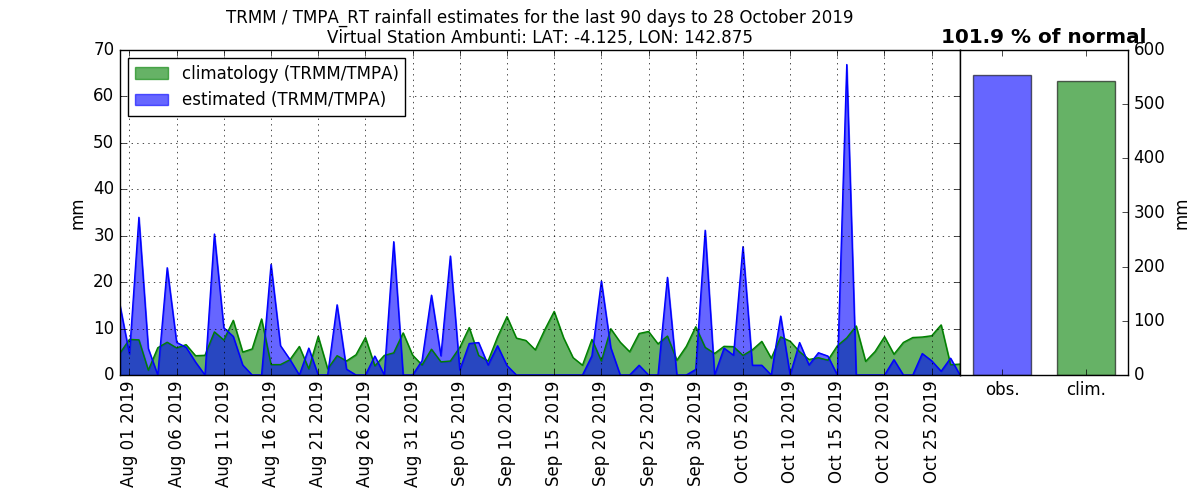 TRMM / TMPA_RT rainfall estimates for the last 90 days to 28 October 2019
Virtual Station Ambunti: LAT: -4.125, LON: 142.875
101.9 % of normal
climatology (TRMM/TMPA)
estimated (TRMM/TMPA)
70
60
50
40
30
20
10
0
mm
Aug 01 2019
Aug 06 2019
Aug 11 2019
Aug 16 2019
Aug 21 2019
Aug 26 2019
Aug 31 2019
Sep 05 2019
Sep 10 2019
Sep 15 2019
Sep 20 2019
Sep 25 2019
Sep 30 2019
Oct 05 2019
Oct 10 2019
Oct 15 2019
Oct 20 2019
Oct 25 2019
obs.
clim.
600
500
400
300
200
100
0
mm